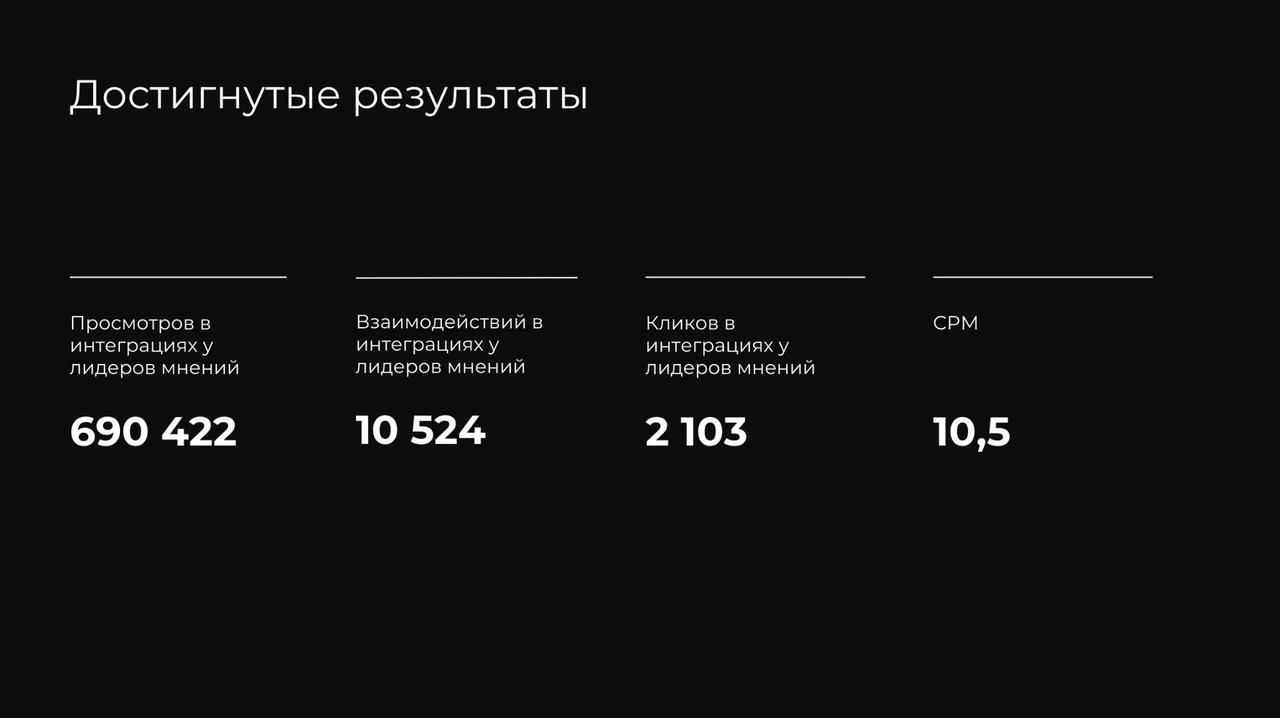 Достигнутые результаты
Просмотров в
интеграциях у
лидеров мнений
690 422
Взаимодействий в
интеграциях у
лидеров мнений
10 524
Кликов в
интеграциях у
лидеров мнений
2 103
CPM
10,5